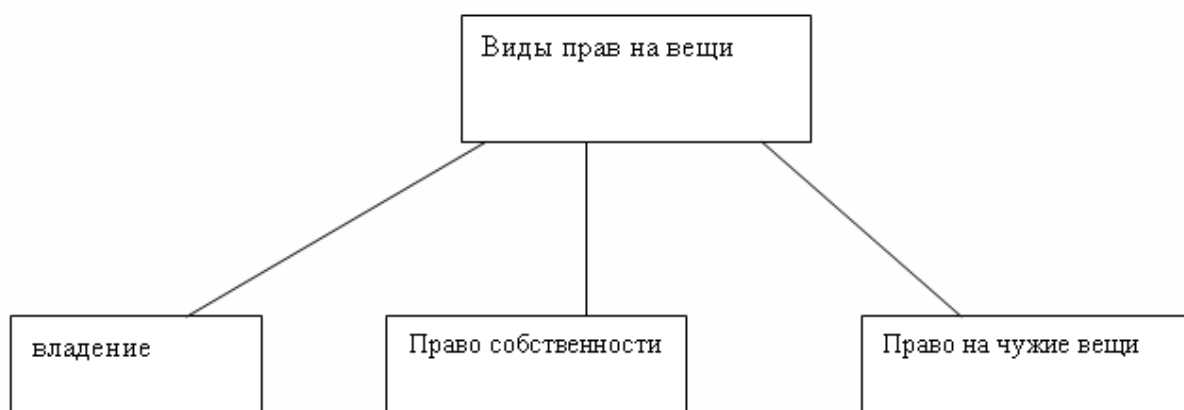 Виды прав на вещи
владение
Право собственности
Право на чужие вещи